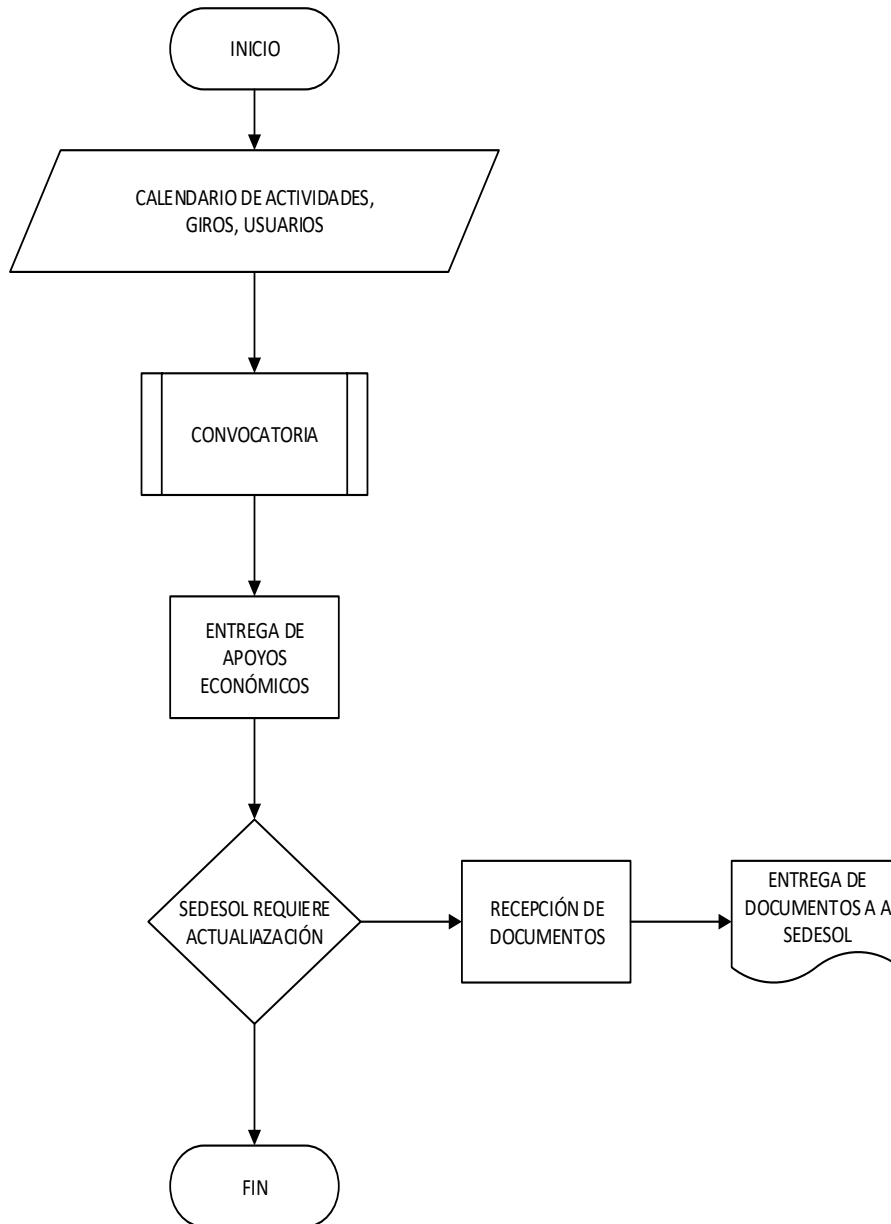 INICIO
CALENDARIO DE ACTIVIDADES,
GIROS, USUARIOS
CONVOCATORIA
ENTREGA DE
APOYOS
ECONÓMICOS
SEDESOL REQUIERE
ACTUALIAZACIÓN
RECEPCIÓN DE
DOCUMENTOS
ENTREGA DE
DOCUMENTOS A A
SEDESOL
FIN